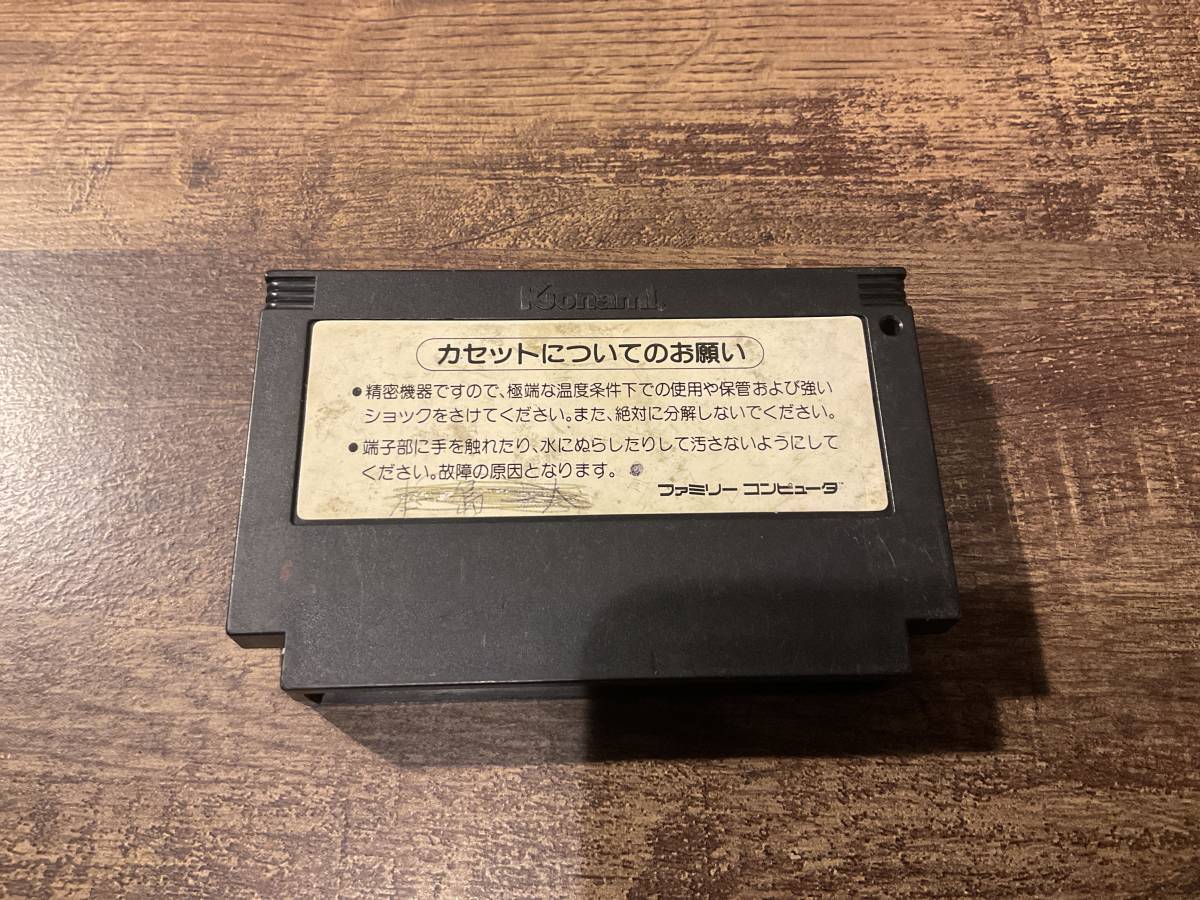 Konami
カセットについてのお願い
●精密機器ですので、極端な温度条件下での使用や保管および強い
ショックをさけてください。また、絶対に分解しないでください。
●端子部に手を触れたり、水にぬらしたりして汚さないようにして
ください。故障の原因となります。
ファミリー コンピュータ™